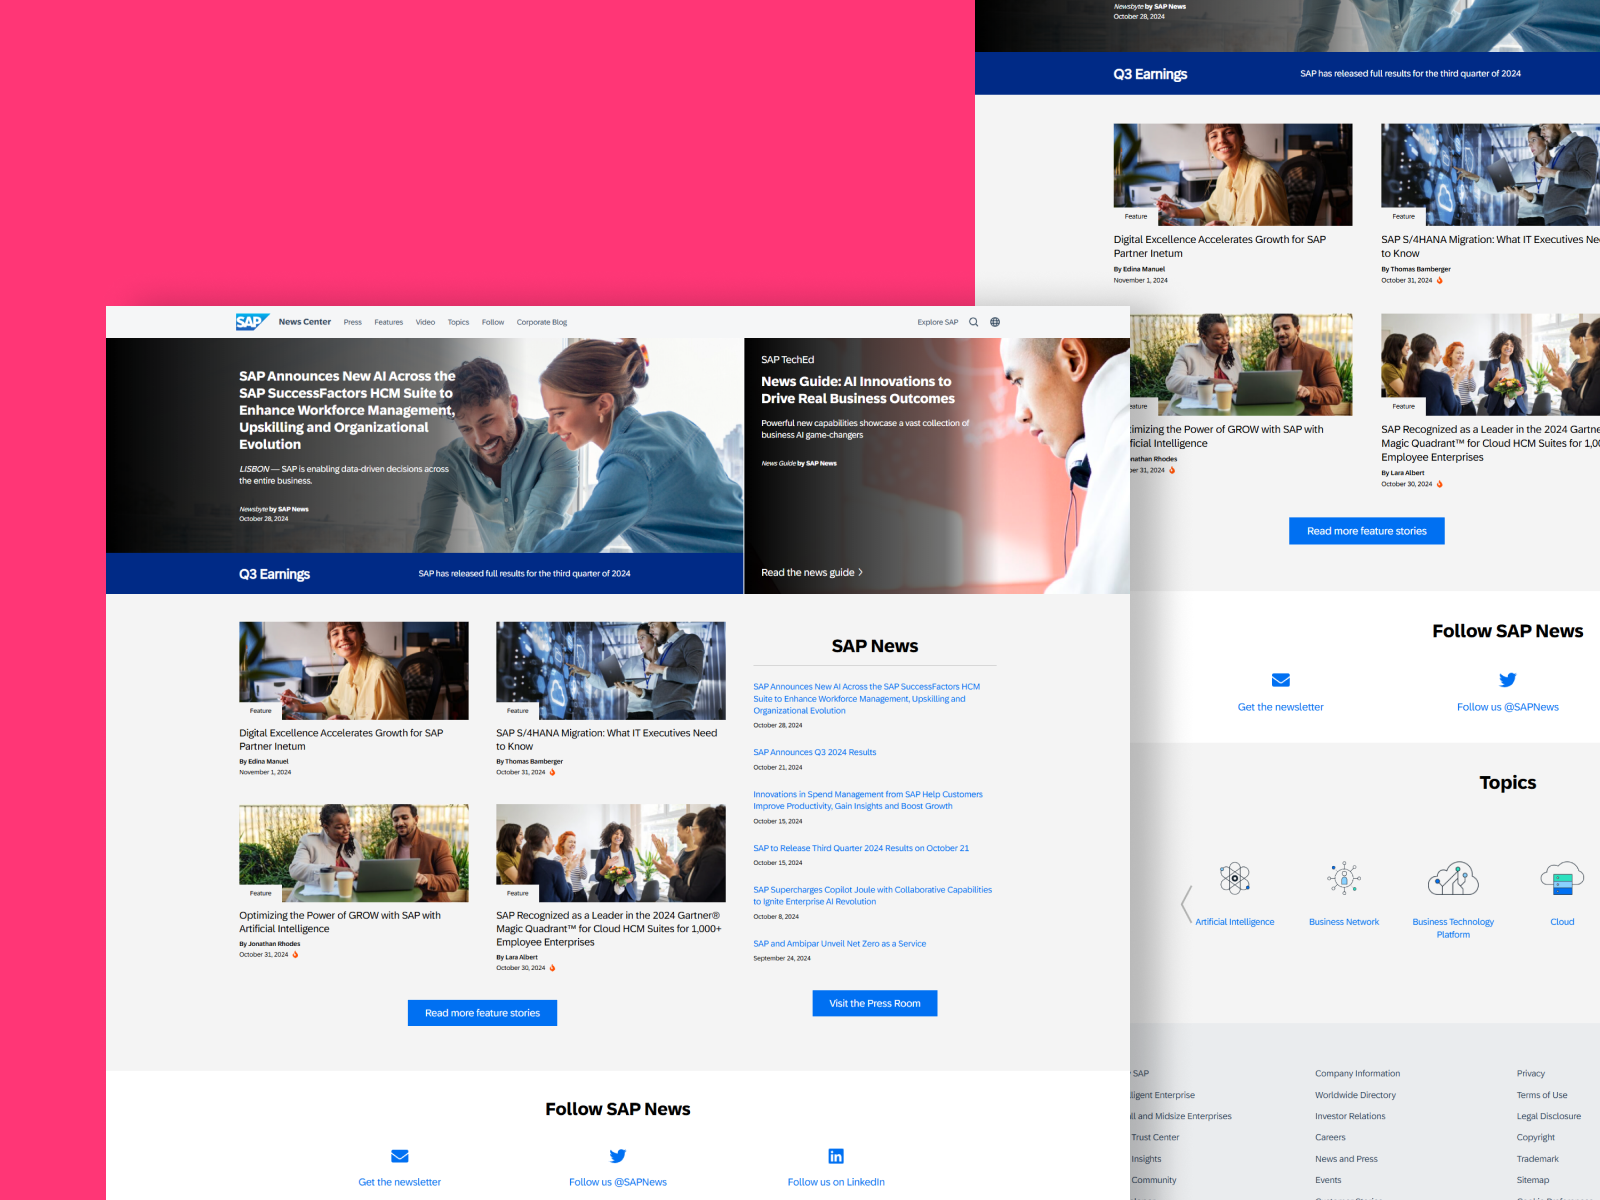 SAP
News Center
Press
Features
Video
Topics
Follow
Corporate Blog
Explore SAP
SAP Announces New AI Across the
SAP SuccessFactors HCM Suite to
Enhance Workforce Management,
Upskilling and Organizational
Evolution
LISBON — SAP is enabling data-driven decisions across
the entire business.
Newsbyte by SAP News
October 28, 2024
SAP TechEd
News Guide: AI Innovations to
Drive Real Business Outcomes
Powerful new capabilities showcase a vast collection of
business AI game-changers
News Guide by SAP News
Read the news guide
Q3 Earnings
SAP has released full results for the third quarter of 2024
Feature
Digital Excellence Accelerates Growth for SAP
Partner Inetum
By Edina Manuel
November 1, 2024
Feature
SAP S/4HANA Migration: What IT Executives Need
to Know
By Thomas Bamberger
October 31, 2024
Feature
Optimizing the Power of GROW with SAP with
Artificial Intelligence
By Jonathan Rhodes
October 31, 2024
Feature
SAP Recognized as a Leader in the 2024 Gartner®
Magic Quadrant™ for Cloud HCM Suites for 1,000+
Employee Enterprises
By Lara Albert
October 30, 2024
Read more feature stories
SAP News
SAP Announces New AI Across the SAP SuccessFactors HCM
Suite to Enhance Workforce Management, Upskilling and
Organizational Evolution
October 28, 2024
SAP Announces Q3 2024 Results
October 21, 2024
Innovations in Spend Management from SAP Help Customers
Improve Productivity, Gain Insights and Boost Growth
October 15, 2024
SAP to Release Third Quarter 2024 Results on October 21
October 15, 2024
SAP Supercharges Copilot Joule with Collaborative Capabilities
to Ignite Enterprise AI Revolution
October 8, 2024
SAP and Ambipar Unveil Net Zero as a Service
September 24, 2024
Visit the Press Room
Follow SAP News
Get the newsletter
Follow us @SAPNews
Follow us on LinkedIn
Newsbyte by SAP News
October 28, 2024
Q3 Earnings
SAP has released full results for the third quarter of 2024
Feature
Digital Excellence Accelerates Growth for SAP
Partner Inetum
By Edina Manuel
November 1, 2024
Feature
SAP S/4HANA Migration: What IT Executives Ne
to Know
By Thomas Bamberger
October 31, 2024
eature
imizing the Power of GROW with SAP with
ficial Intelligence
nathan Rhodes
er 31, 2024
Feature
SAP Recognized as a Leader in the 2024 Gartne
Magic Quadrant™ for Cloud HCM Suites for 1,00
Employee Enterprises
By Lara Albert
October 30, 2024
Read more feature stories
Follow SAP News
Get the newsletter
Follow us @SAPNews
Topics
Artificial Intelligence
Business Network
Business Technology
Platform
Cloud
SAP
ligent Enterprise
ll and Midsize Enterprises
Trust Center
Insights
Community
Company Information
Worldwide Directory
Investor Relations
Careers
News and Press
Events
Privacy
Terms of Use
Legal Disclosure
Copyright
Trademark
Sitemap